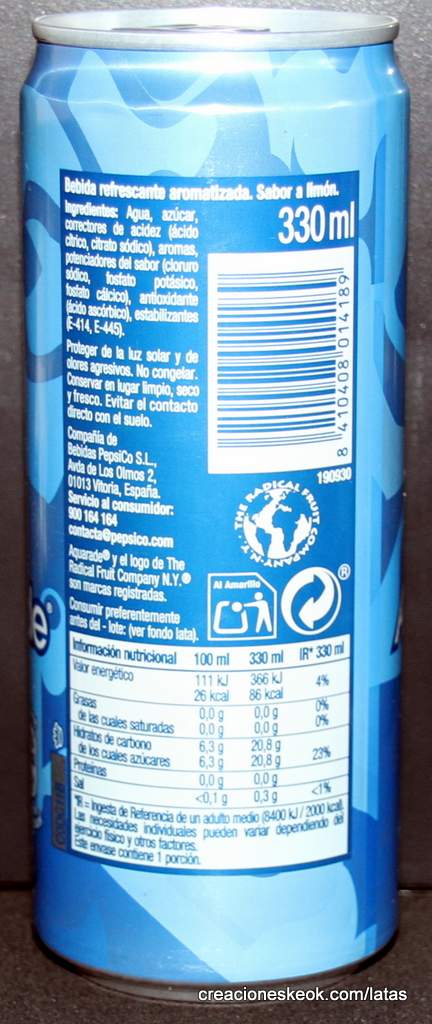 Bebida refrescante aromatizada. Sabor a limón.
Ingredientes: Agua, azúcar,
correctores de acidez (ácido
cítrico, citrato sódico), aromas,
potenciadores del sabor (cloruro
sódico, fosfato potásico,
fosfato cálcico), antioxidante
(ácido ascórbico), estabilizantes
(E-414, E-445).
330 ml
8 410408 014189
190930
Proteger de la luz solar y de
olores agresivos. No congelar.
Conservar en lugar limpio, seco
y fresco. Evitar el contacto
directo con el suelo.
Compañía de
Bebidas PepsiCo S.L.,
Avda de Los Olmos 2,
01013 Vitoria, España.
Servicio al consumidor:
900 164 164
contacta@pepsico.com
THE RADICAL FRUIT COMPANY-N.Y.
Aquarade® y el logo de The
Radical Fruit Company N.Y.®
son marcas registradas.
Al Amarillo
®
Consumir preferentemente
antes del - lote: (ver fondo lata).
Información nutricional 100 ml 330 ml IR* 330 ml
Valor energético 111 kJ 366 kJ 4%
26 kcal 86 kcal
Grasas 0,0 g 0,0 g 0%
de las cuales saturadas 0,0 g 0,0 g 0%
Hidratos de carbono 6,3 g 20,8 g
de los cuales azúcares 6,3 g 20,8 g 23%
Proteínas 0,0 g 0,0 g
Sal <0,1 g 0,3 g <1%
*IR = Ingesta de Referencia de un adulto medio (8400 kJ / 2000 kcal).
Las necesidades individuales pueden variar dependiendo del
ejercicio físico y otros factores.
Este envase contiene 1 porción.
de®
creacioneskeok.com/latas